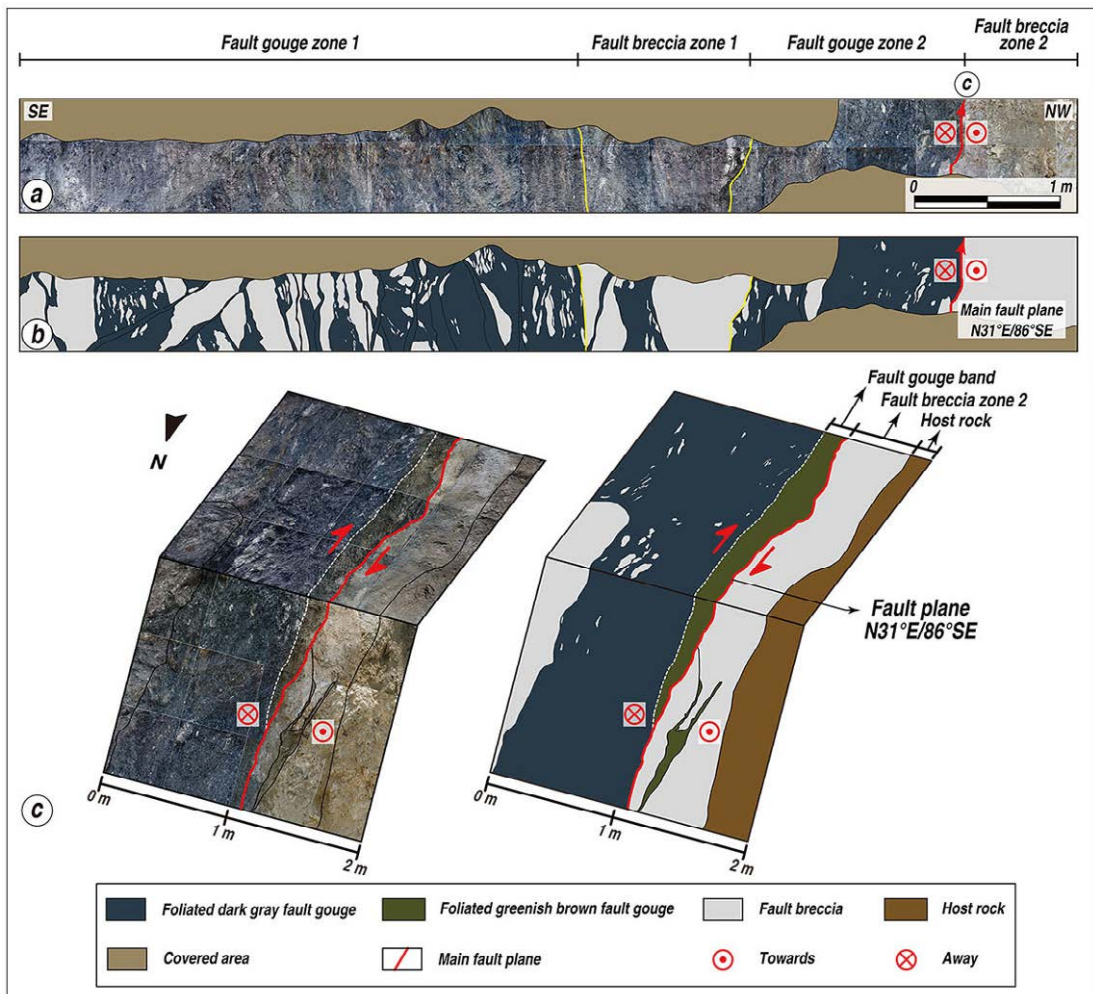 Fault gouge zone 1
Fault breccia zone 1
Fault gouge zone 2
Fault breccia
zone 2
c
SE
NW
a
0
1 m
b
Main fault plane
N31°E/86°SE
N
Fault gouge band
Fault breccia zone 2
Host rock
Fault plane
N31°E/86°SE
c
0 m
1 m
2 m
0 m
1 m
2 m
Foliated dark gray fault gouge
Foliated greenish brown fault gouge
Fault breccia
Host rock
Covered area
Main fault plane
Towards
Away